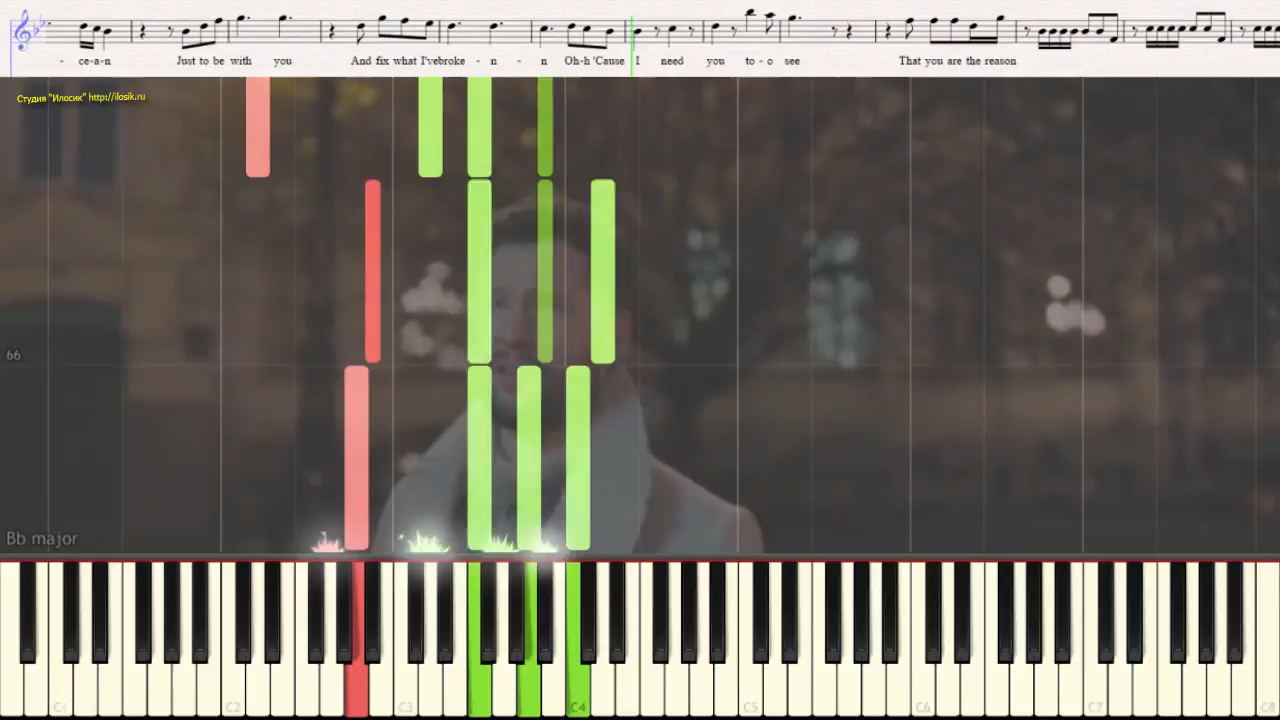 - ce-a-n Just to be with you And fix what I'vebroke - n - n Oh-h 'Cause I need you to - o see That you are the reason
Студия "Илосик" http://ilosik.ru
66
Bb major
C1 C2 C3 C4 C5 C6 C7 C8